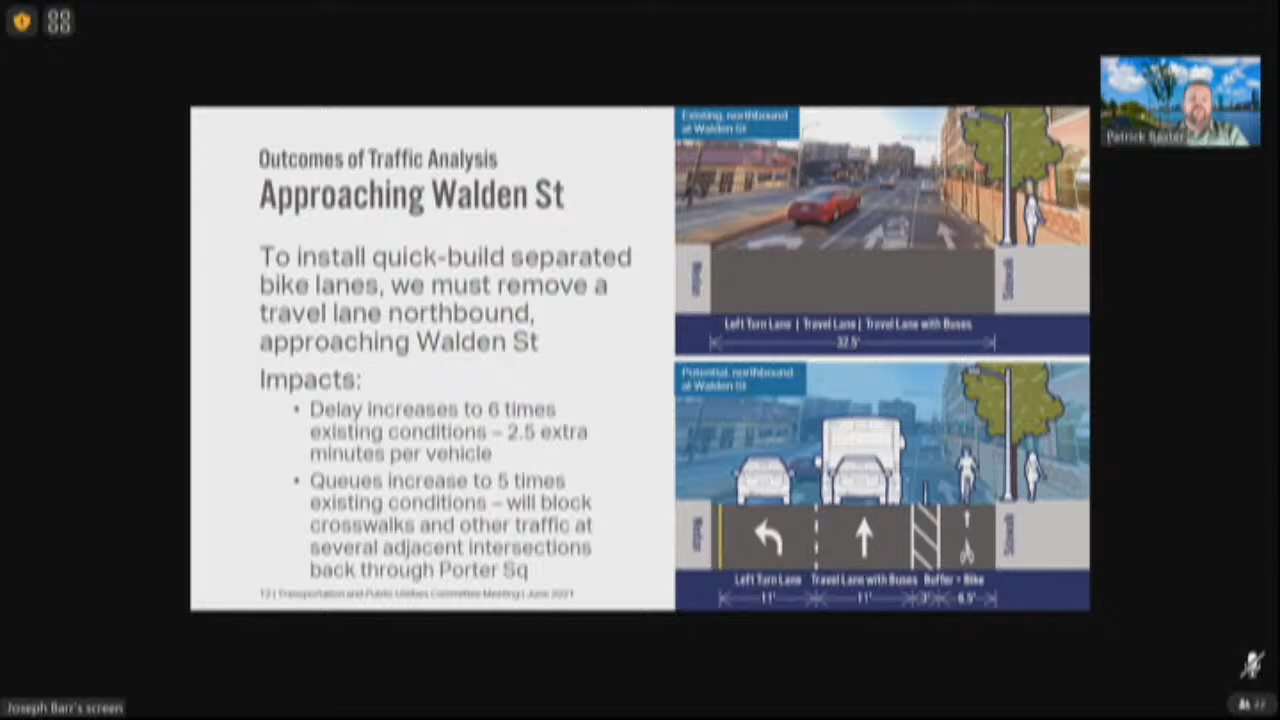 Outcomes of Traffic Analysis
Approaching Walden St
To install quick-build separated
bike lanes, we must remove a
travel lane northbound,
approaching Walden St
Impacts:
• Delay increases to 6 times
existing conditions – 2.5 extra
minutes per vehicle
• Queues increase to 5 times
existing conditions – will block
crosswalks and other traffic at
several adjacent intersections
back through Porter Sq
12 | Transportation and Public Utilities Committee Meeting | June 2021
Existing, northbound
at Walden St
Median
Sidewalk
Left Turn Lane | Travel Lane | Travel Lane with Buses
32.5'
Potential, northbound
at Walden St
Median
Sidewalk
Left Turn Lane Travel Lane with Buses Buffer + Bike
11' 11' 3' 6.5'
Patrick Baxter
Joseph Barr's screen